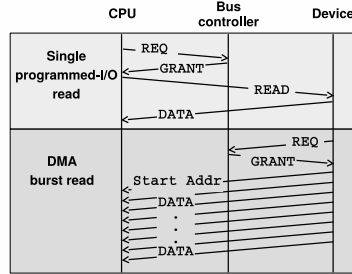 CPU
Bus
controller
Device
Single
programmed-I/O
read
REQ
GRANT
READ
DATA
DMA
burst read
REQ
GRANT
Start Addr
DATA
DATA